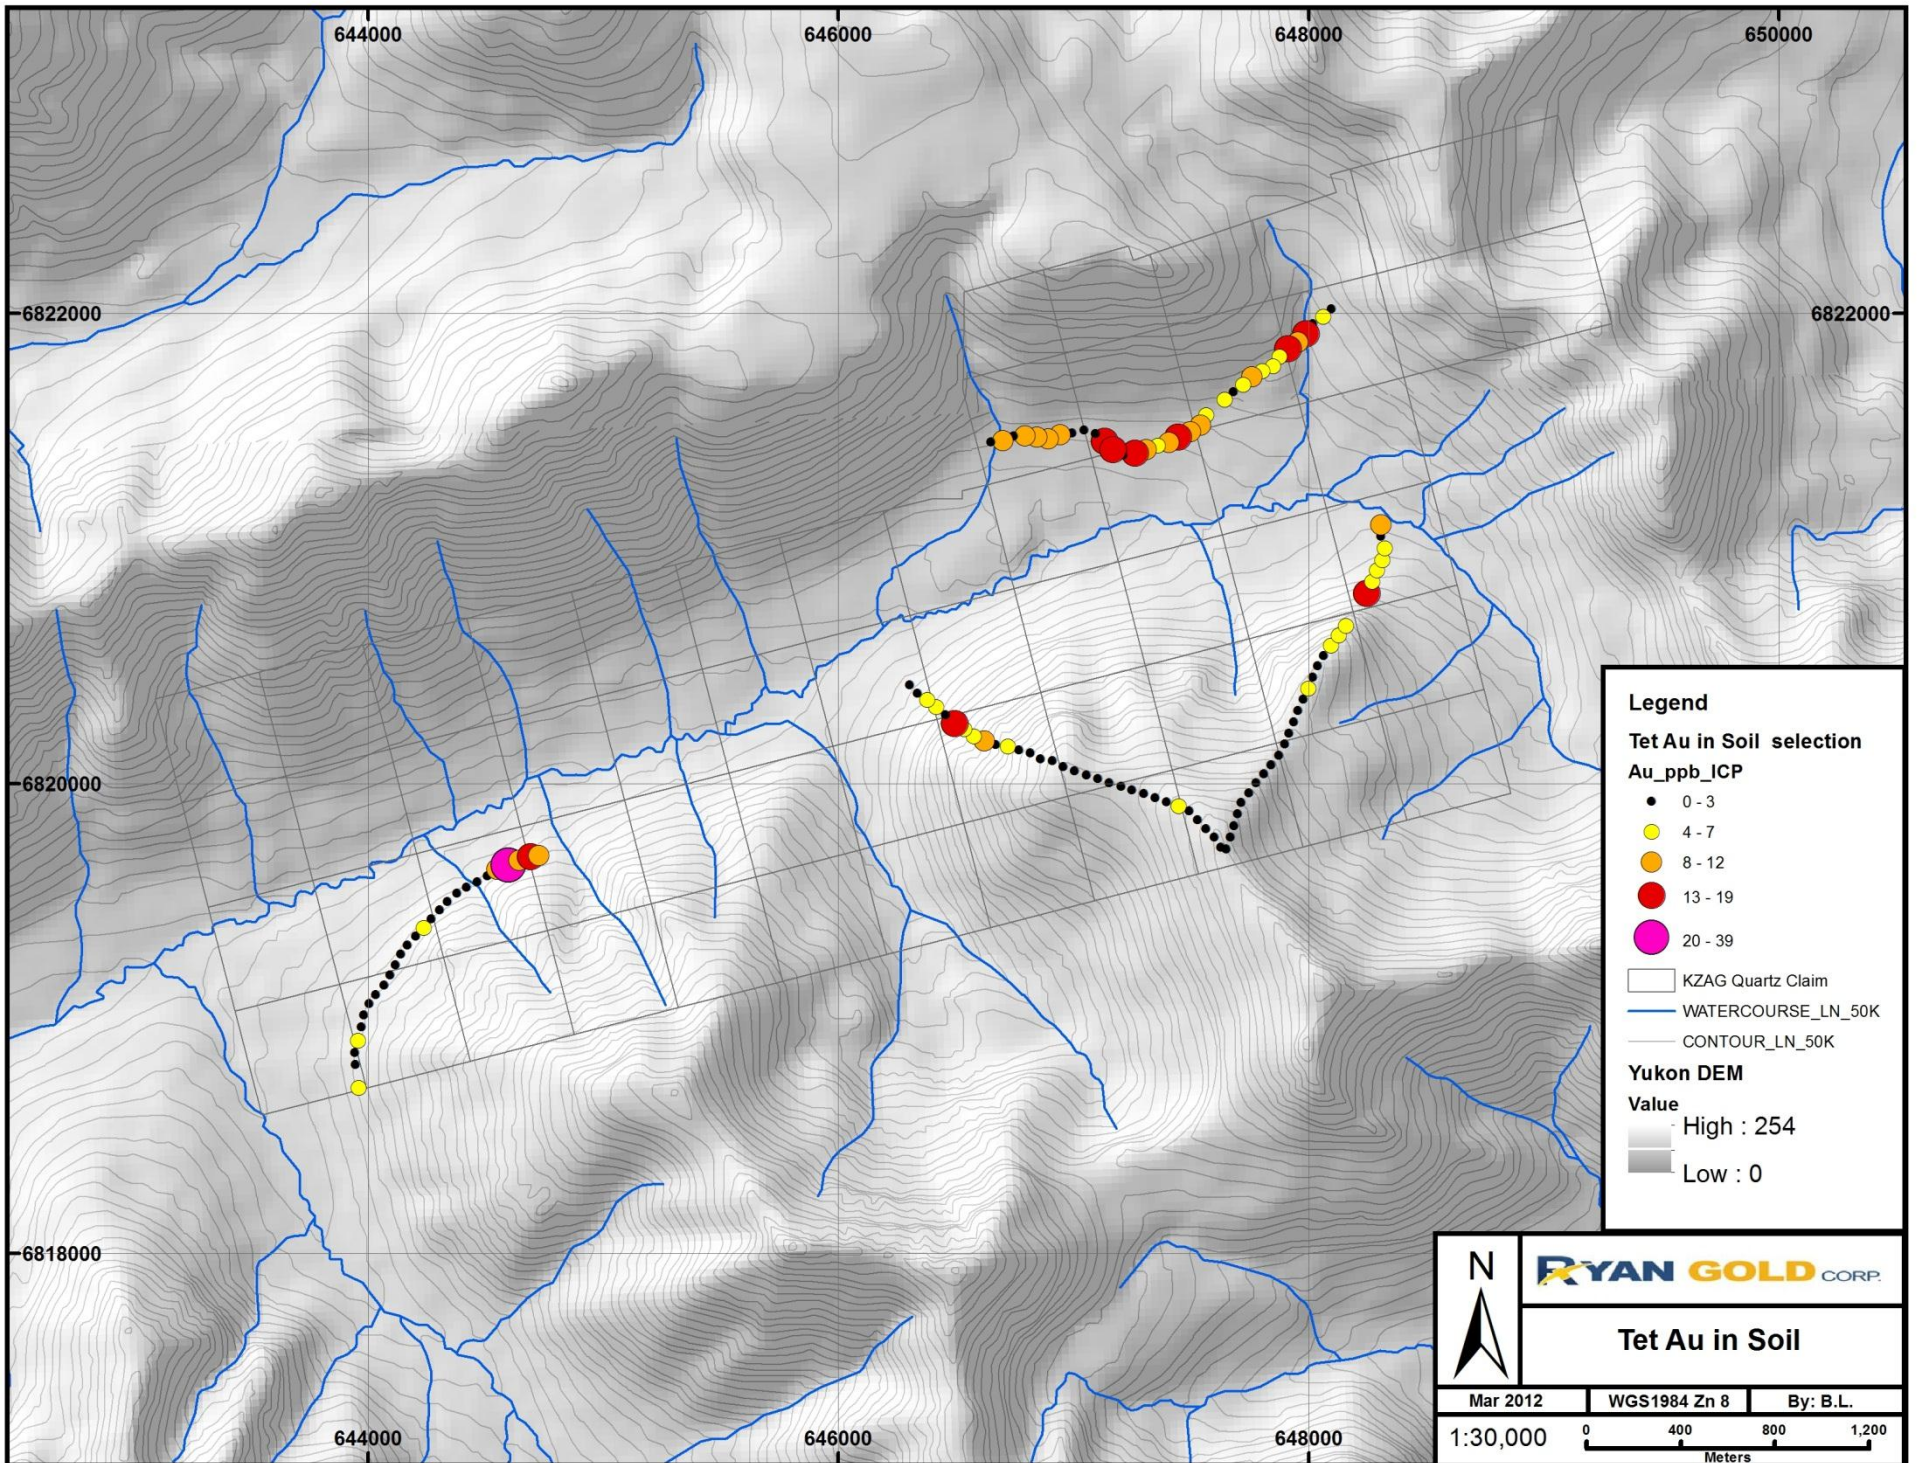 644000
646000
648000
650000
6822000
6822000
6820000
6818000
644000
646000
648000
Legend
Tet Au in Soil selection
Au_ppb_ICP
0 - 3
4 - 7
8 - 12
13 - 19
20 - 39
KZAG Quartz Claim
WATERCOURSE_LN_50K
CONTOUR_LN_50K
Yukon DEM
Value
High : 254
Low : 0
N
RYAN GOLD CORP.
Tet Au in Soil
Mar 2012 WGS1984 Zn 8 By: B.L.
1:30,000
0 400 800 1,200
Meters